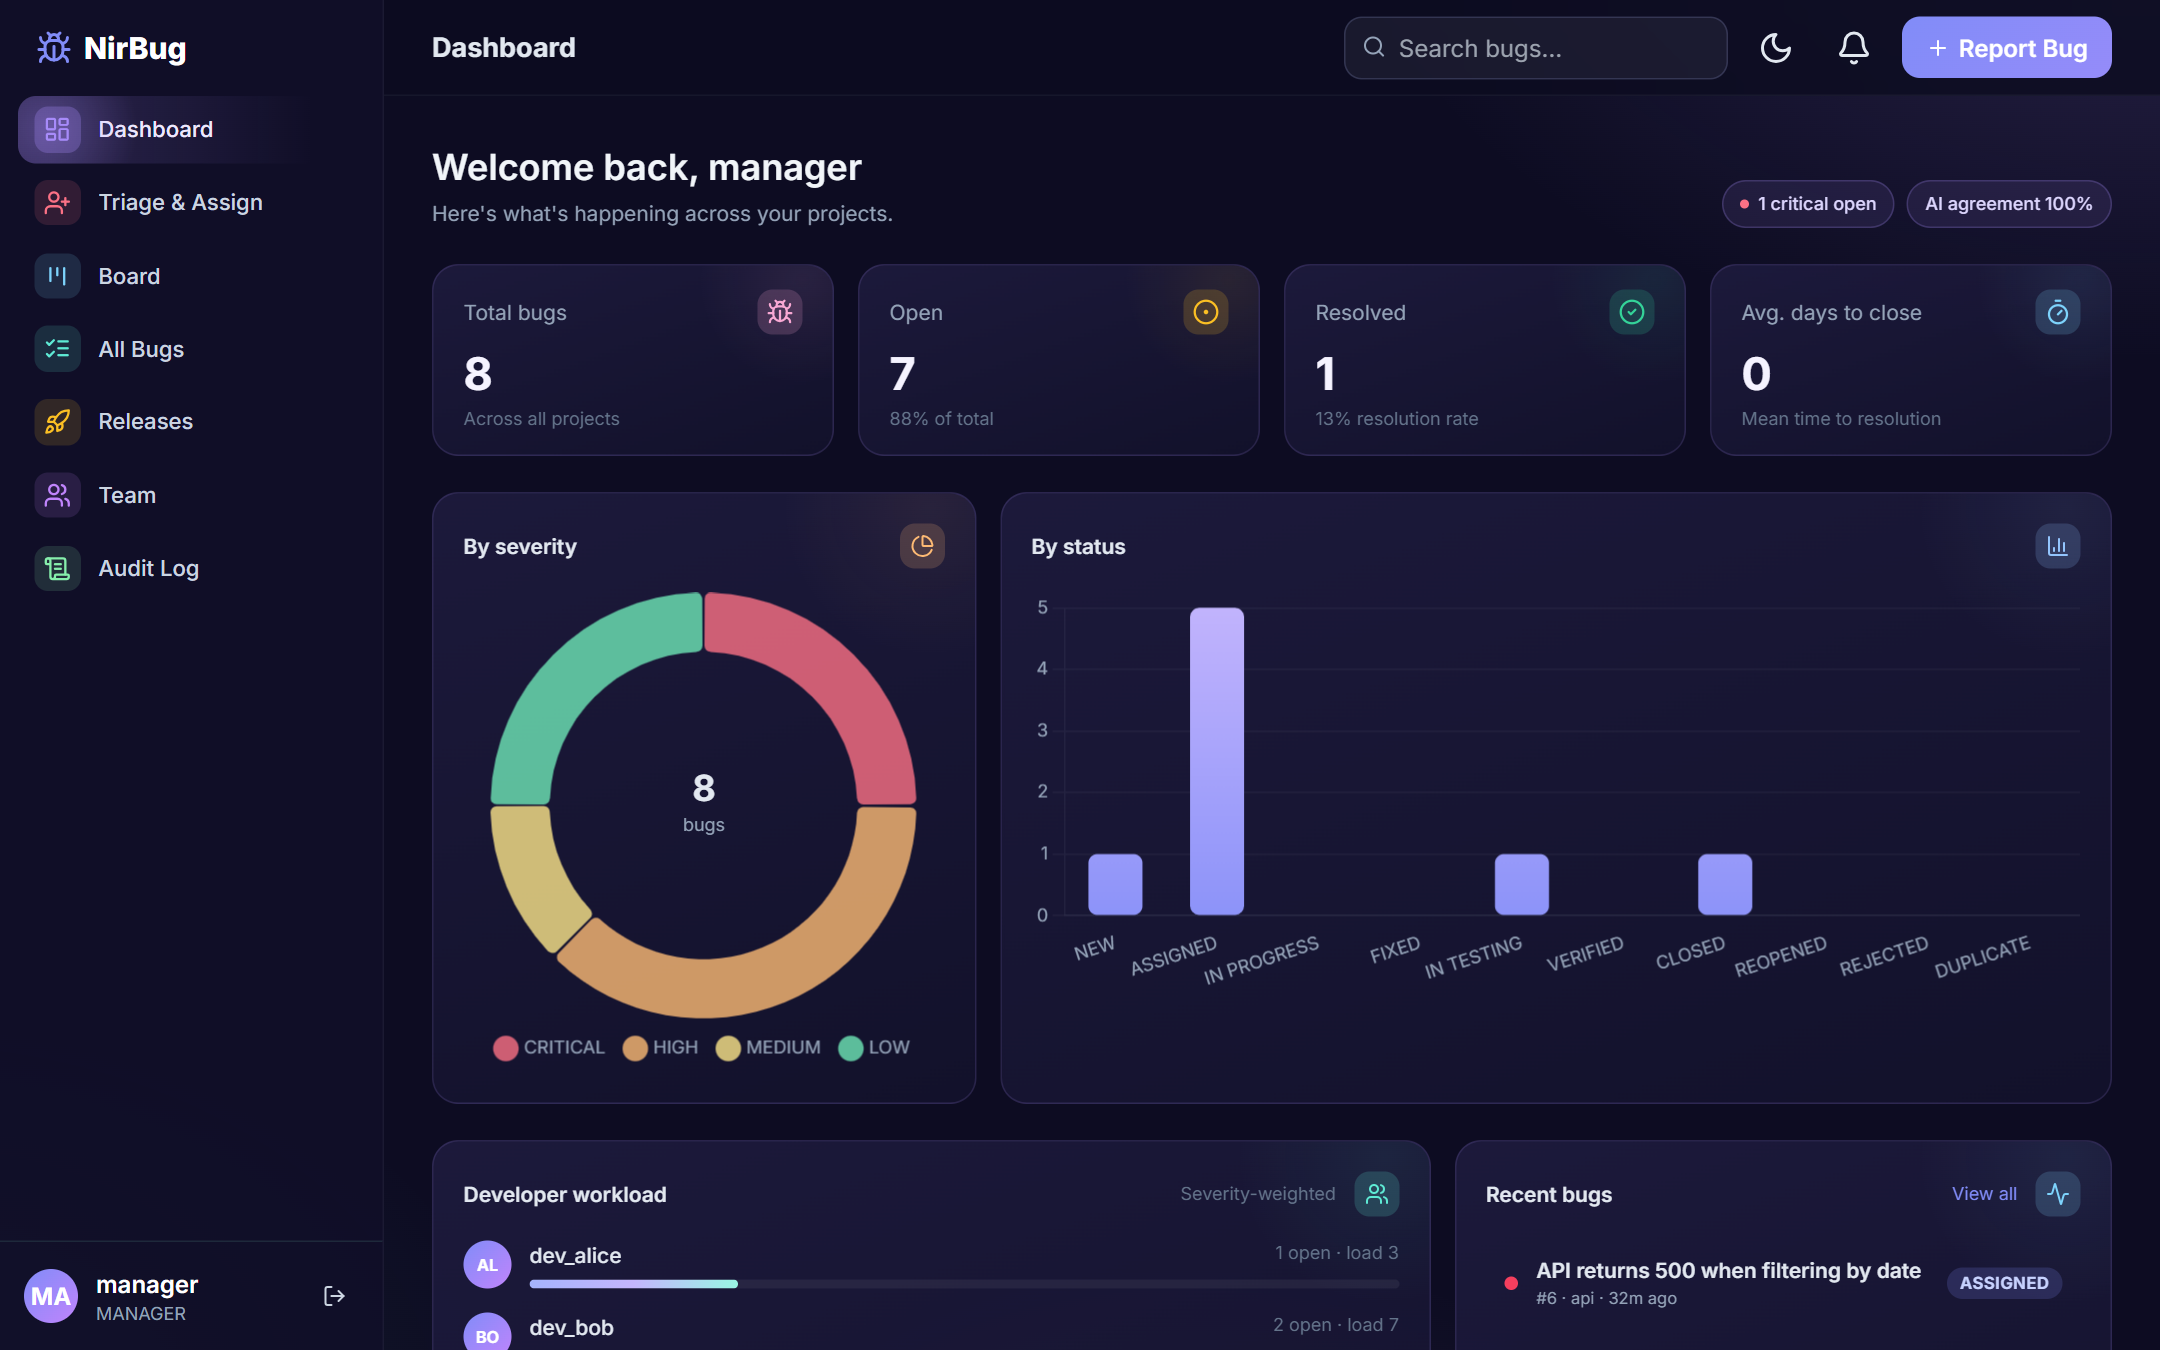 NirBug
Dashboard
Triage & Assign
Board
All Bugs
Releases
Team
Audit Log
MA
manager
MANAGER
Dashboard
Search bugs...
+ Report Bug
Welcome back, manager
Here's what's happening across your projects.
1 critical open
AI agreement 100%
Total bugs
8
Across all projects
Open
7
88% of total
Resolved
1
13% resolution rate
Avg. days to close
0
Mean time to resolution
By severity
8
bugs
CRITICAL
HIGH
MEDIUM
LOW
By status
5
4
3
2
1
0
NEW
ASSIGNED
IN PROGRESS
FIXED
IN TESTING
VERIFIED
CLOSED
REOPENED
REJECTED
DUPLICATE
Developer workload
Severity-weighted
AL
dev_alice
1 open · load 3
BO
dev_bob
2 open · load 7
Recent bugs
View all
API returns 500 when filtering by date
#6 · api · 32m ago
ASSIGNED